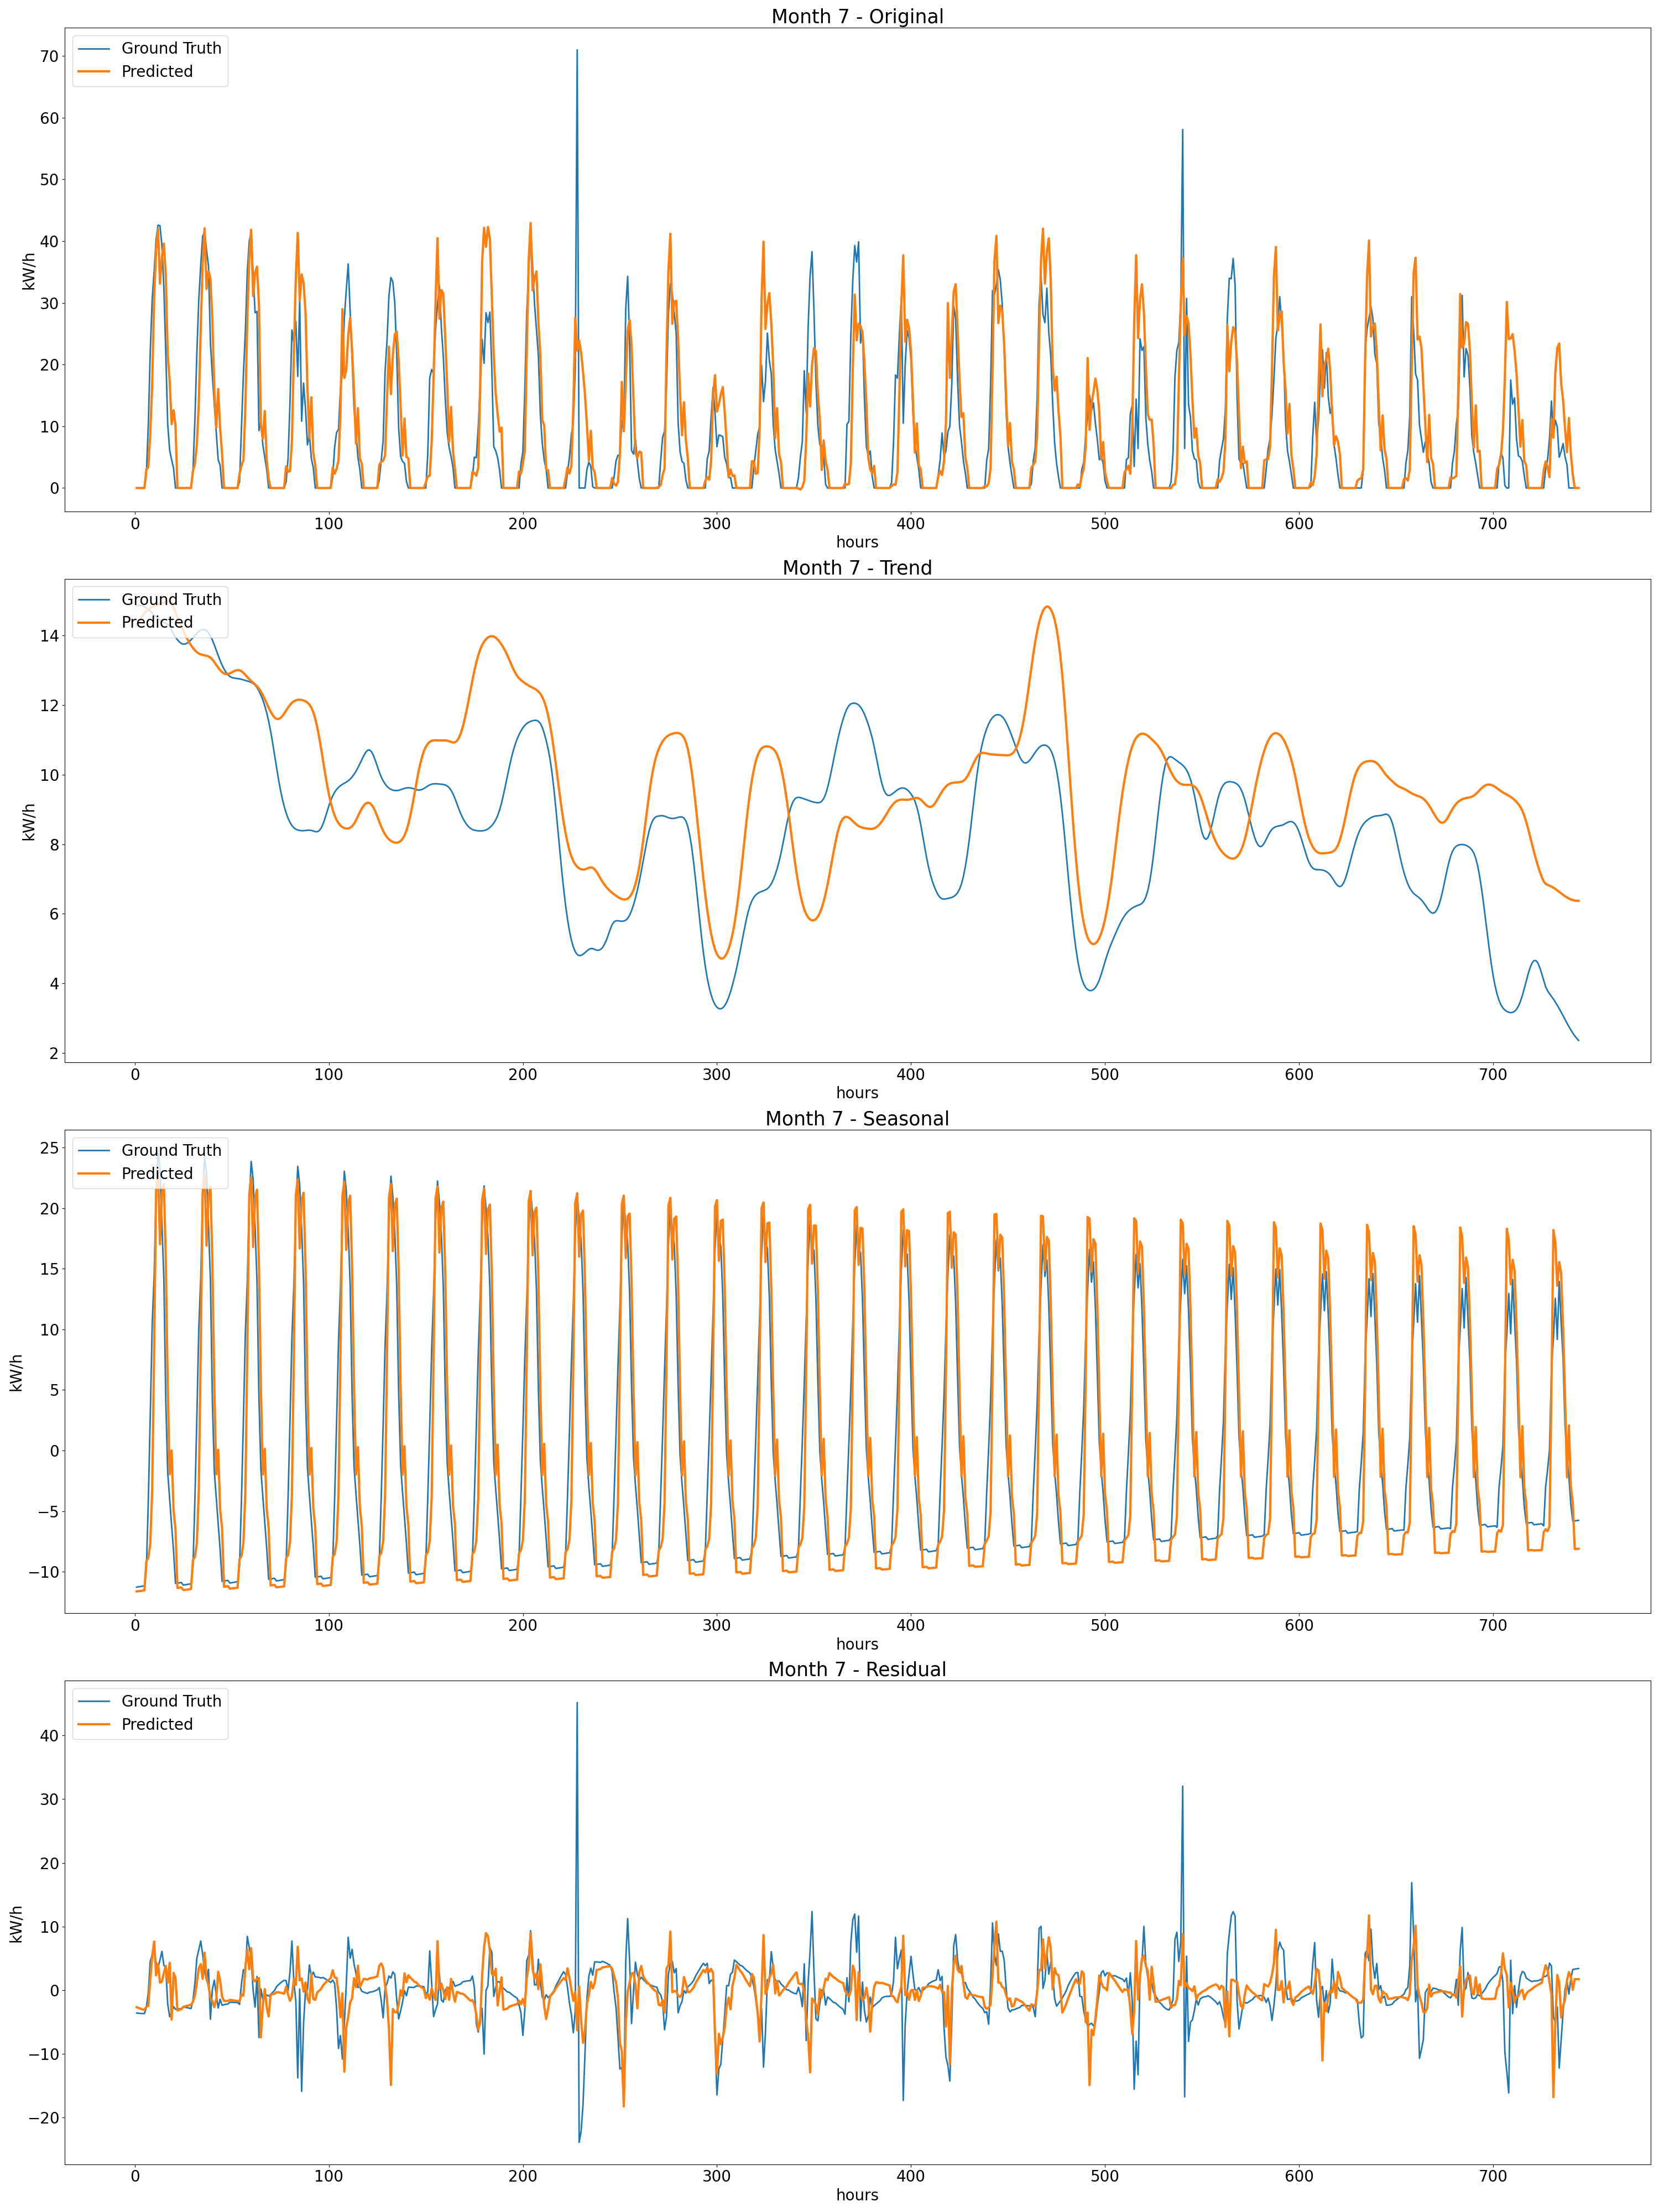 Month 7 - Original
Ground Truth
Predicted
kW/h
70
60
50
40
30
20
10
0
0 100 200 300 400 500 600 700
hours
Month 7 - Trend
Ground Truth
Predicted
kW/h
14
12
10
8
6
4
2
0 100 200 300 400 500 600 700
hours
Month 7 - Seasonal
Ground Truth
Predicted
kW/h
25
20
15
10
5
0
−5
−10
0 100 200 300 400 500 600 700
hours
Month 7 - Residual
Ground Truth
Predicted
kW/h
40
30
20
10
0
−10
−20
0 100 200 300 400 500 600 700
hours